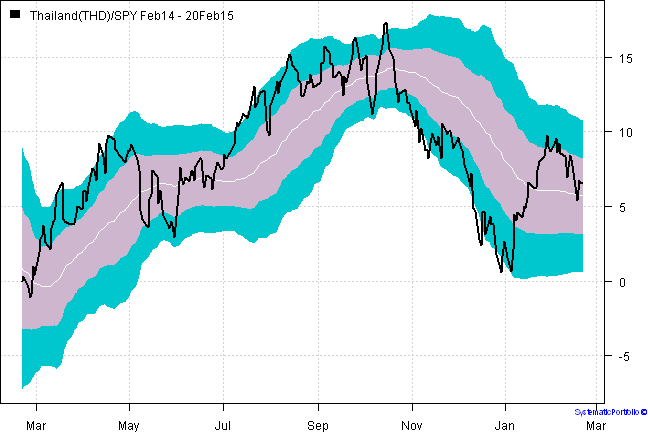 Thailand(THD)/SPY Feb14 - 20Feb15
15
10
5
0
-5
Mar May Jul Sep Nov Jan Mar
SystematicPortfolio ©